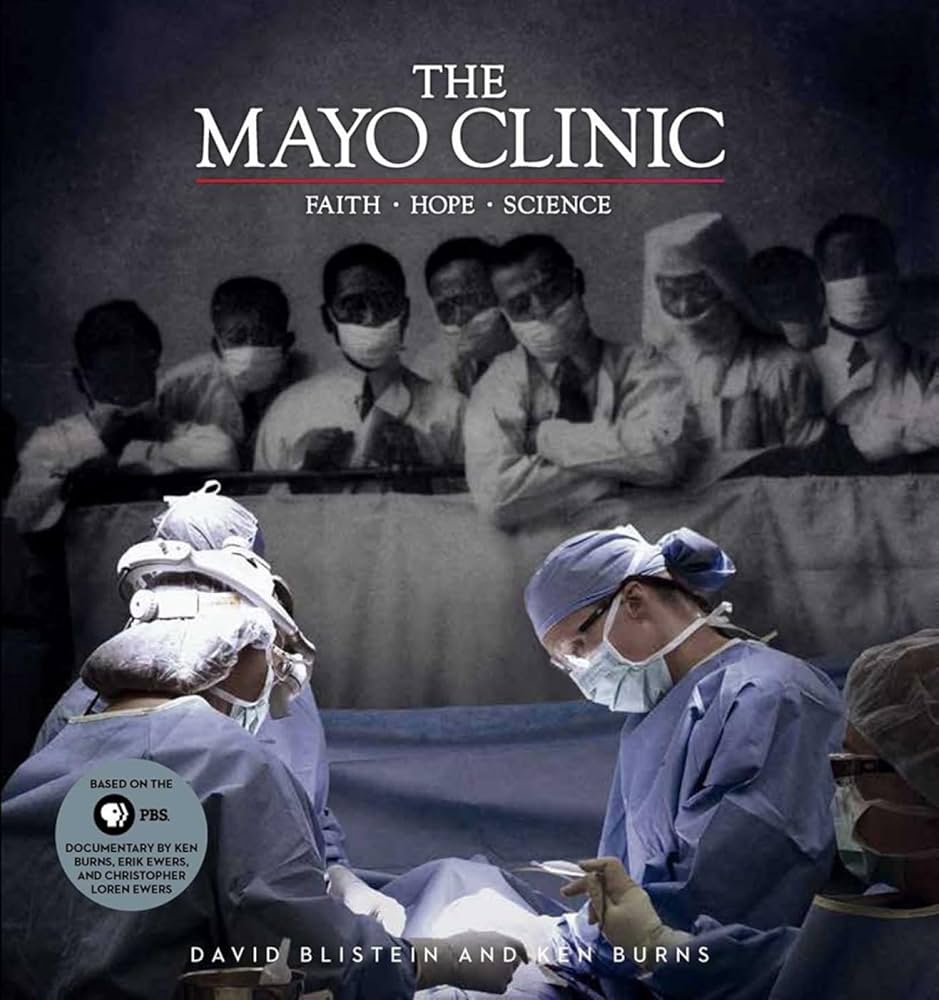 THE
MAYO CLINIC
FAITH • HOPE • SCIENCE
BASED ON THE
PBS.
DOCUMENTARY BY KEN
BURNS, ERIK EWERS,
AND CHRISTOPHER
LOREN EWERS
DAVID BLISTEIN AND KEN BURNS